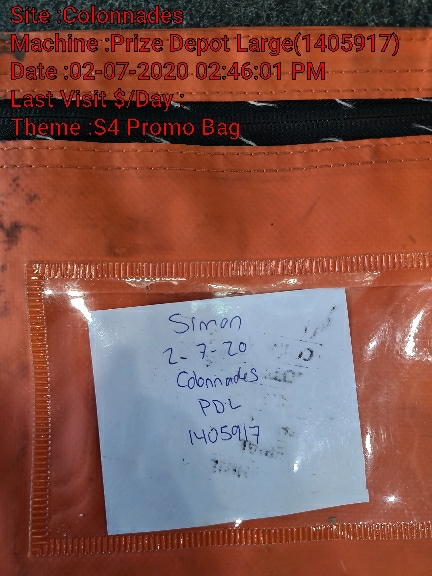 Site :Colonnades
Machine :Prize Depot Large(1405917)
Date :02-07-2020 02:46:01 PM
Last Visit $/Day :
Theme :S4 Promo Bag
Simon
2-7-20
Colonnades
PDL
1405917